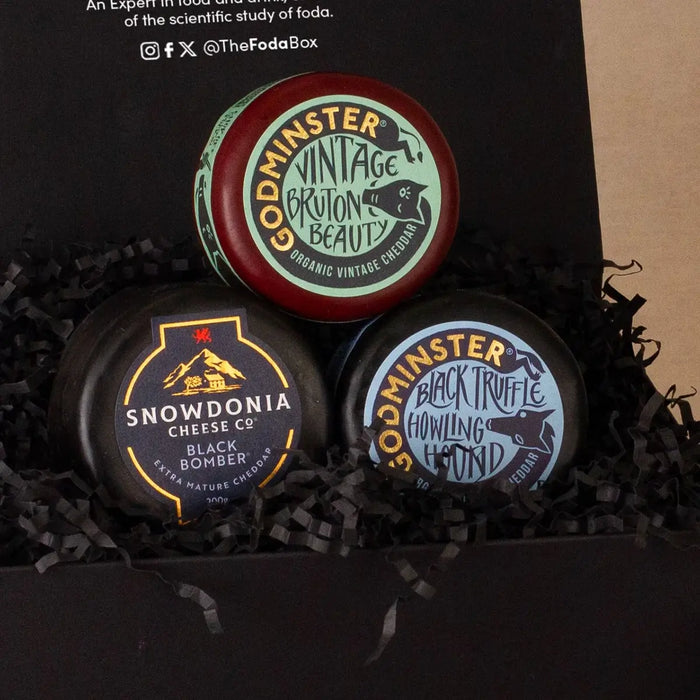 An Expert in food and drink,
of the scientific study of foda.
@TheFodaBox
GODMINSTER®
VINTAGE
BRUTON
BEAUTY
ORGANIC VINTAGE CHEDDAR
SNOWDONIA
CHEESE Co®
BLACK
BOMBER®
EXTRA MATURE CHEDDAR
200g
GODMINSTER®
BLACK TRUFFLE
HOWLING
HOUND
CHEDDAR